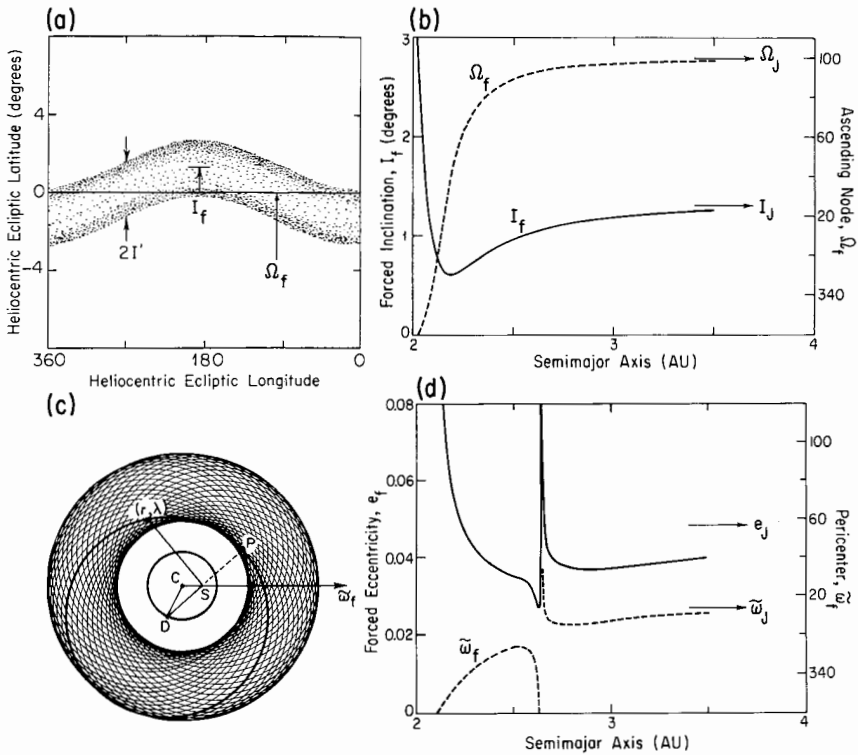 (a)
Heliocentric Ecliptic Latitude (degrees)
4
0
-4
2I'
I_f
Ω_f
360
180
0
Heliocentric Ecliptic Longitude
(b)
Forced Inclination, I_f (degrees)
3
2
1
0
Ω_f
Ω_j
I_f
I_j
100
60
20
340
Ascending Node, Ω_f
2
3
4
Semimajor Axis (AU)
(c)
(r,λ)
P
C
S
D
ω̃_f
(d)
Forced Eccentricity, e_f
0.08
0.06
0.04
0.02
0
e_j
ω̃_j
ω̃_f
100
60
20
340
Pericenter, ω̃_f
2
3
4
Semimajor Axis (AU)